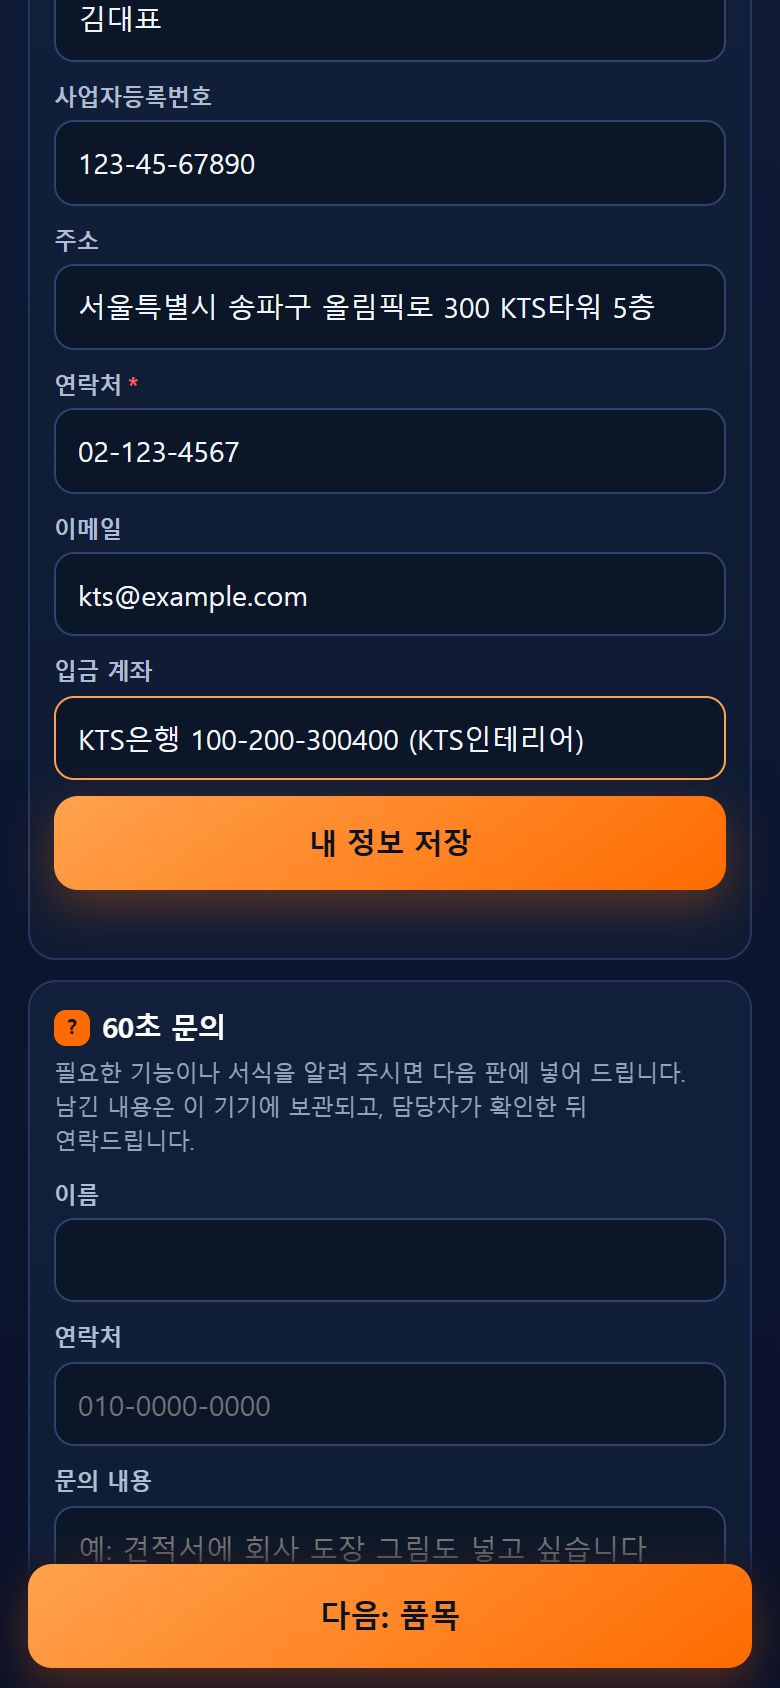 김대표
사업자등록번호
123-45-67890
주소
서울특별시 송파구 올림픽로 300 KTS타워 5층
연락처 *
02-123-4567
이메일
kts@example.com
입금 계좌
KTS은행 100-200-300400 (KTS인테리어)
내 정보 저장
? 60초 문의
필요한 기능이나 서식을 알려 주시면 다음 판에 넣어 드립니다.
남긴 내용은 이 기기에 보관되고, 담당자가 확인한 뒤
연락드립니다.
이름
연락처
010-0000-0000
문의 내용
예: 견적서에 회사 도장 그림도 넣고 싶습니다
다음: 품목